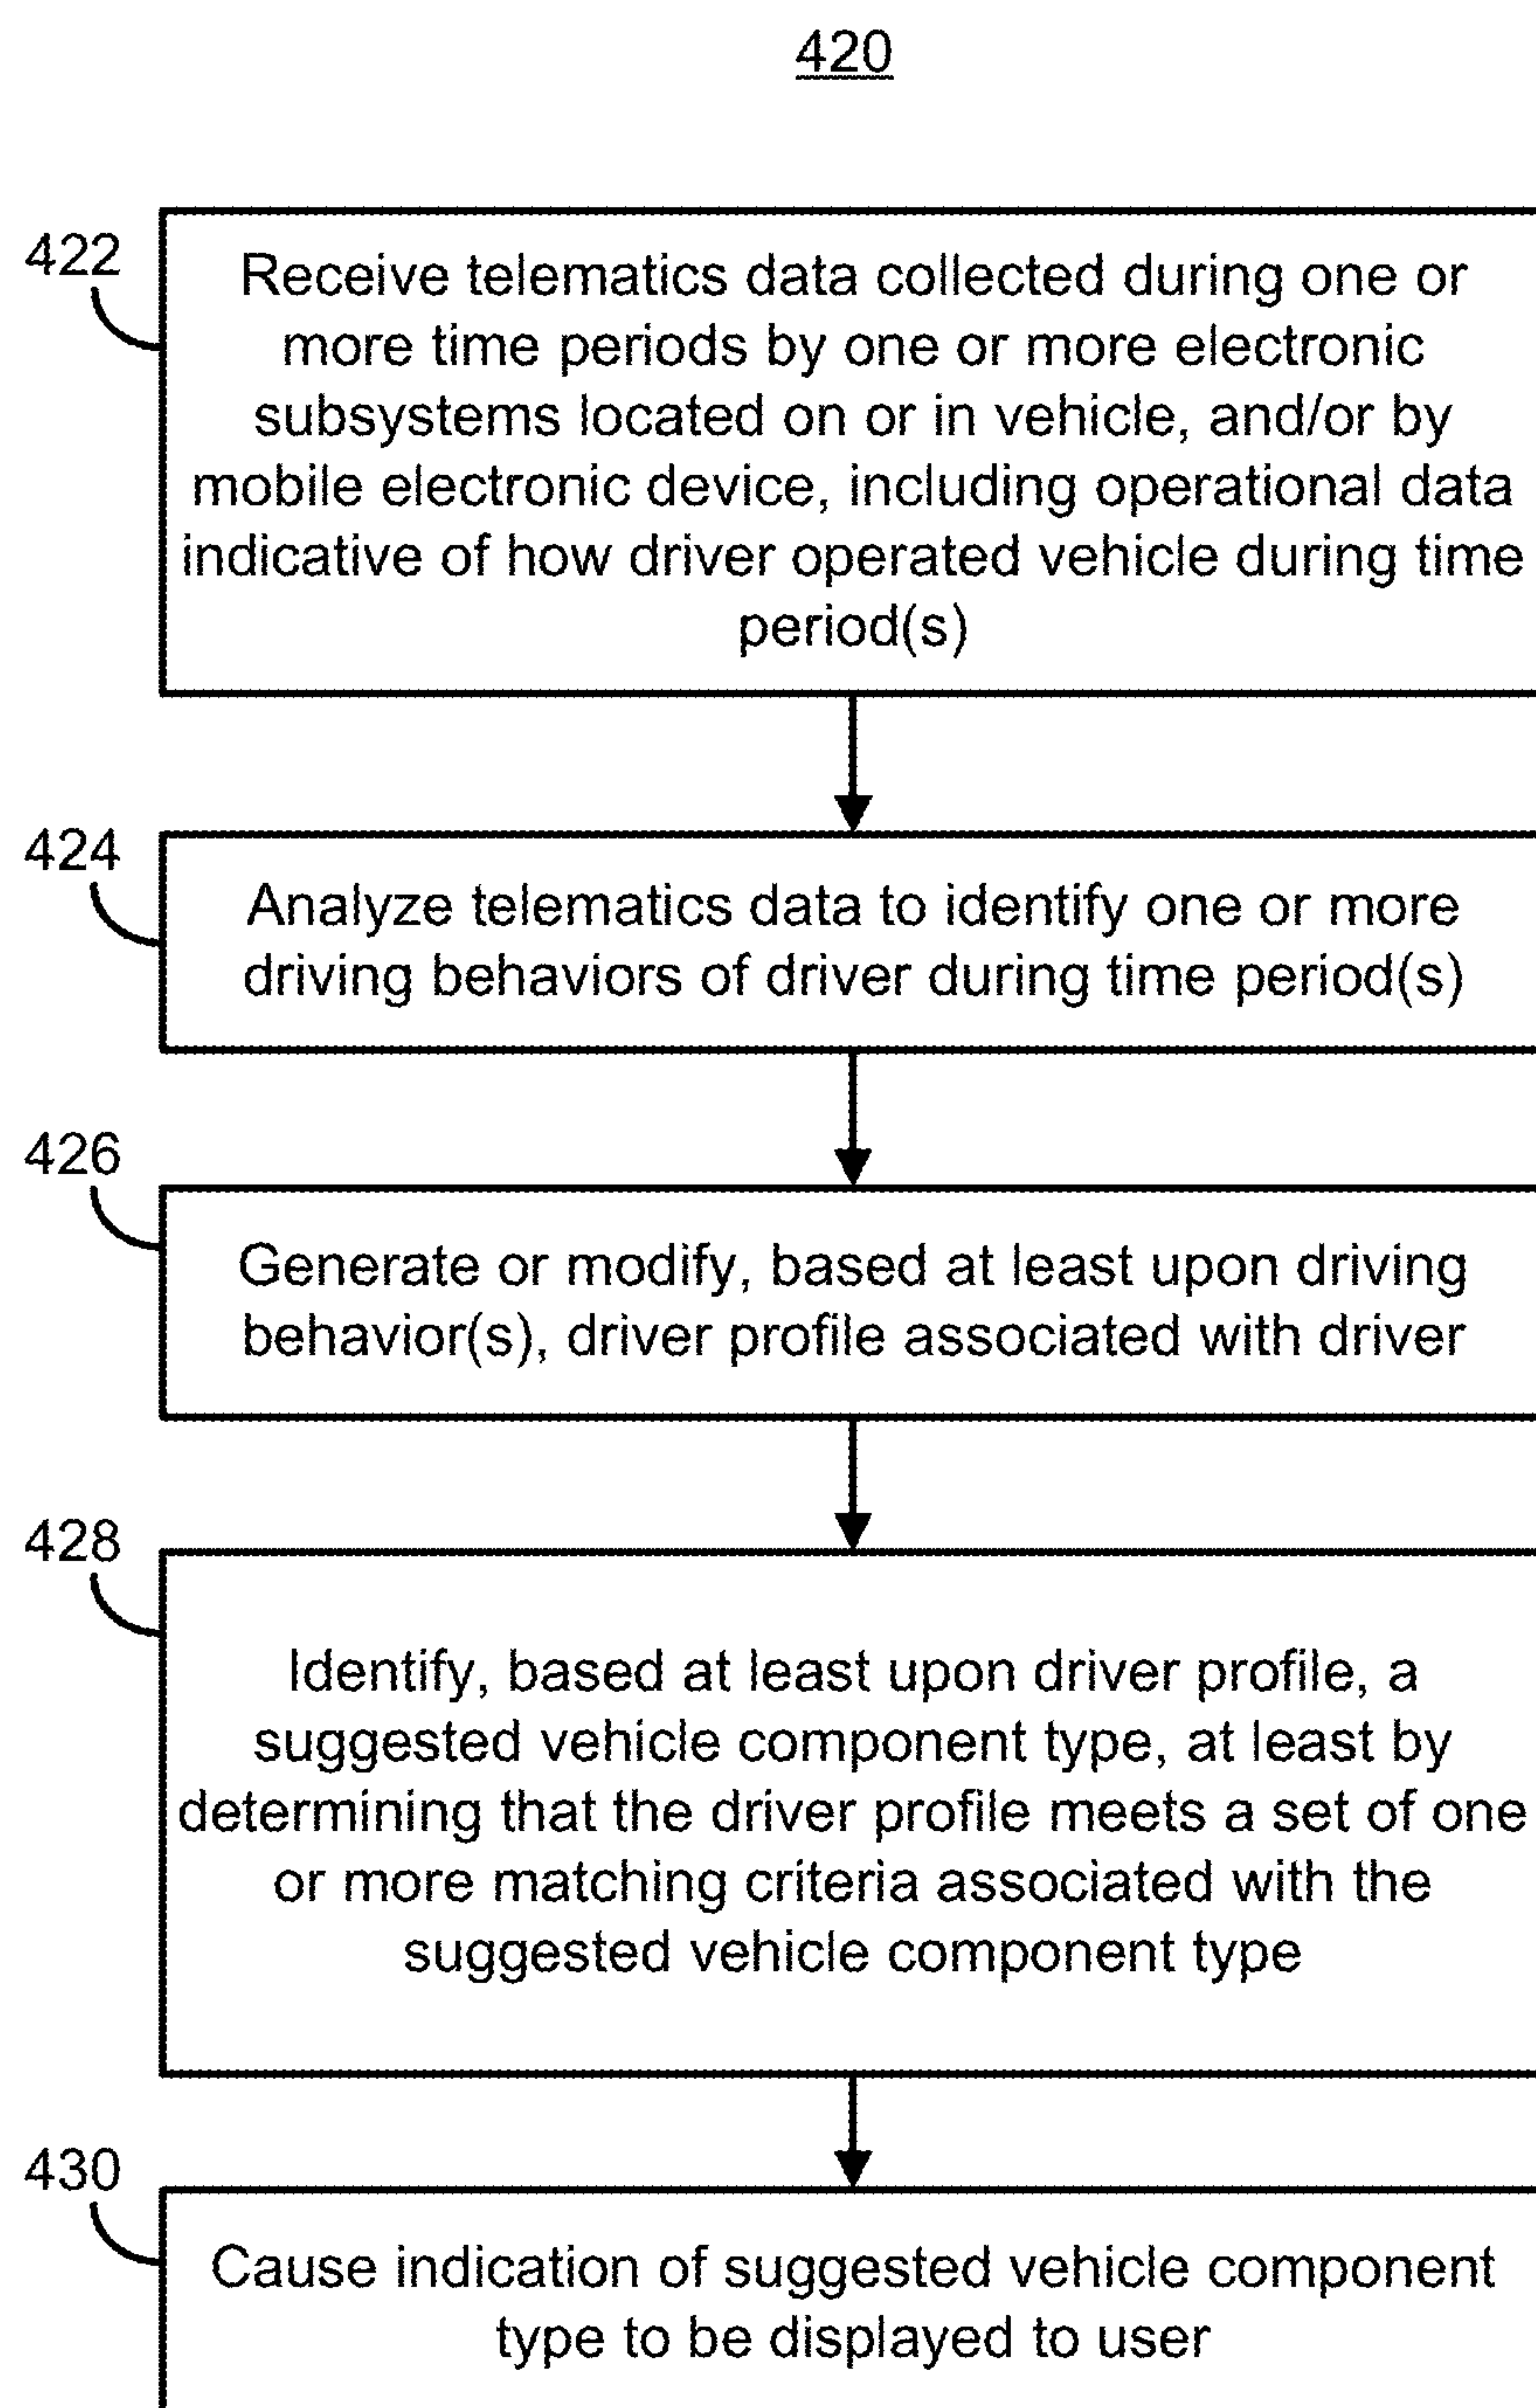 420
422
Receive telematics data collected during one or
more time periods by one or more electronic
subsystems located on or in vehicle, and/or by
mobile electronic device, including operational data
indicative of how driver operated vehicle during time
period(s)
424
Analyze telematics data to identify one or more
driving behaviors of driver during time period(s)
426
Generate or modify, based at least upon driving
behavior(s), driver profile associated with driver
428
Identify, based at least upon driver profile, a
suggested vehicle component type, at least by
determining that the driver profile meets a set of one
or more matching criteria associated with the
suggested vehicle component type
430
Cause indication of suggested vehicle component
type to be displayed to user